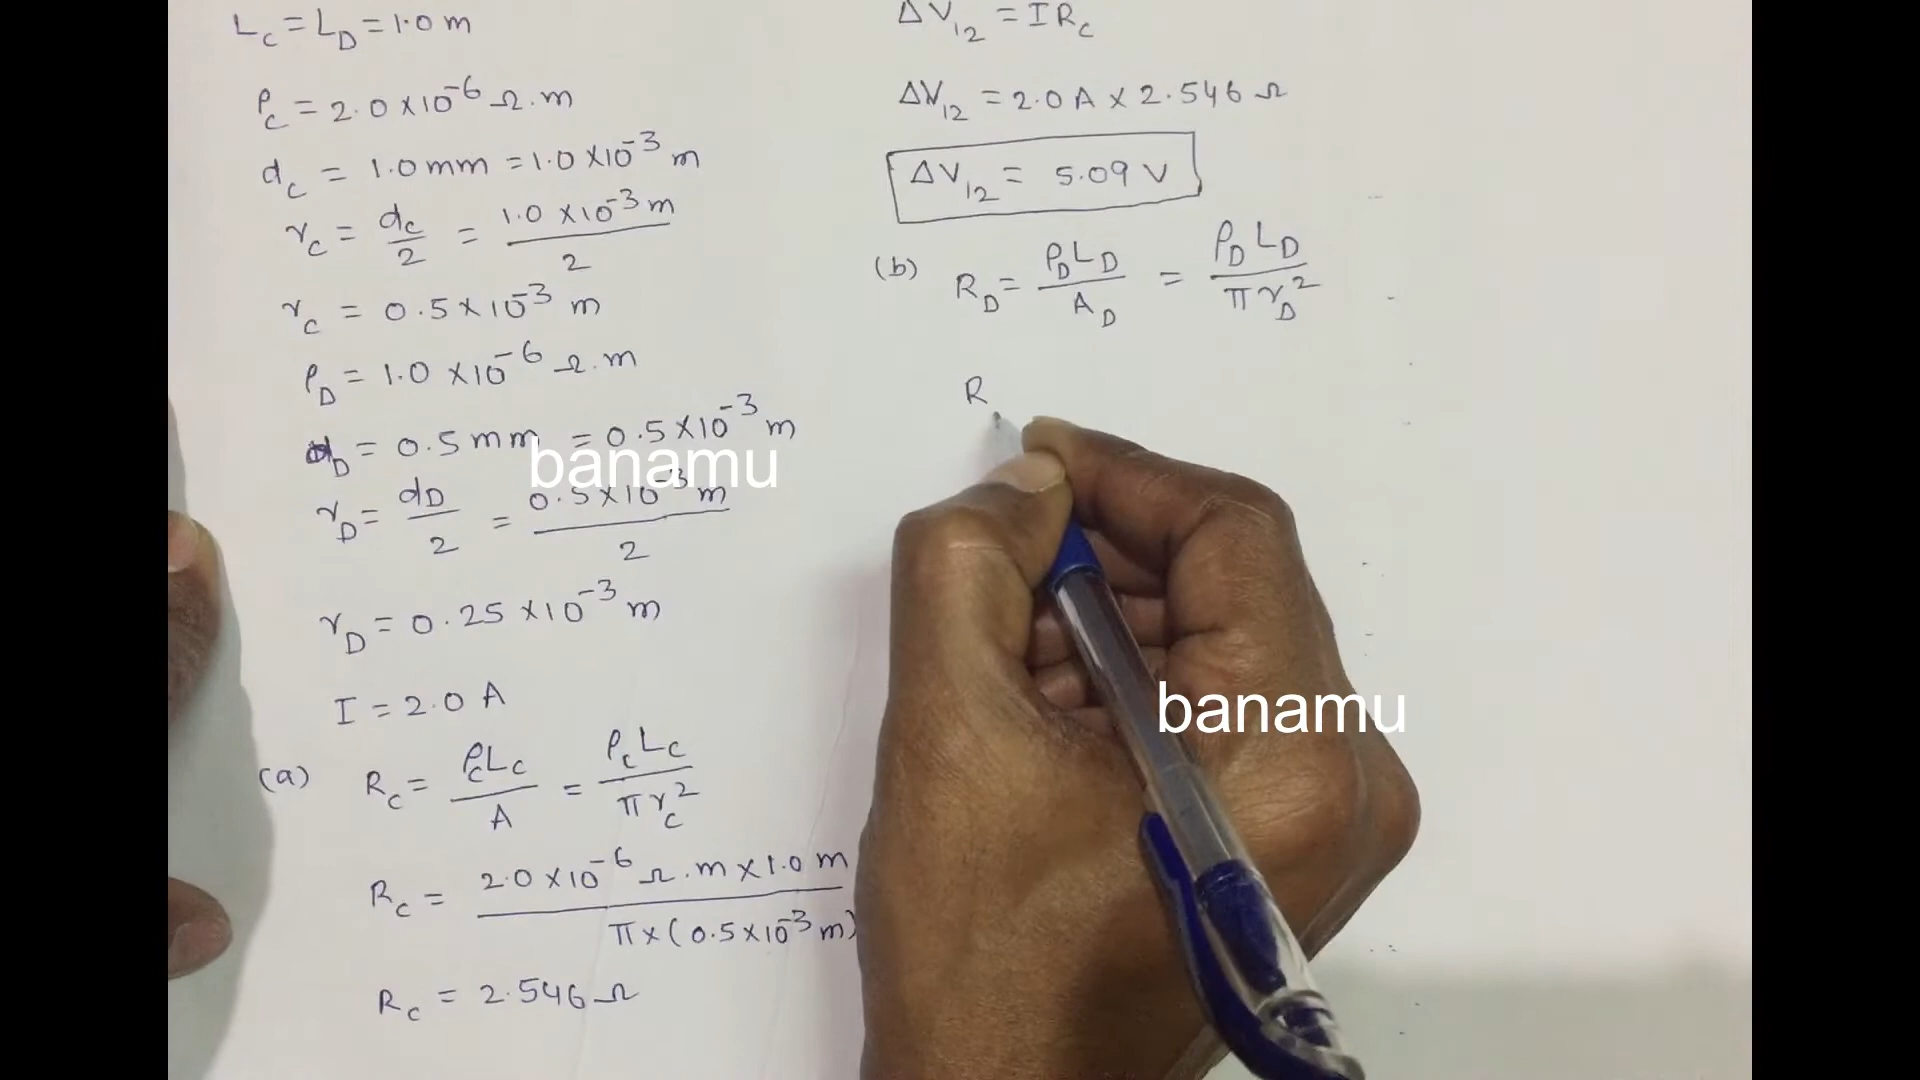 L_C = L_D = 1.0 m
ρ_C = 2.0 × 10^-6 Ω.m
d_C = 1.0 mm = 1.0 × 10^-3 m
r_C = d_C/2 = 1.0 × 10^-3 m/2
r_C = 0.5 × 10^-3 m
ρ_D = 1.0 × 10^-6 Ω.m
d_D = 0.5 mm = 0.5 × 10^-3 m
banamu
r_D = d_D/2 = 0.5 × 10^-3 m/2
r_D = 0.25 × 10^-3 m
I = 2.0 A
(a) R_C = ρ_C L_C/A = ρ_C L_C/π r_C^2
R_C = 2.0 × 10^-6 Ω.m × 1.0 m/π × (0.5 × 10^-3 m)
R_C = 2.546 Ω
ΔV_12 = I R_C
ΔV_12 = 2.0 A × 2.546 Ω
ΔV_12 = 5.09 V
(b) R_D = ρ_D L_D/A_D = ρ_D L_D/π r_D^2
R
banamu